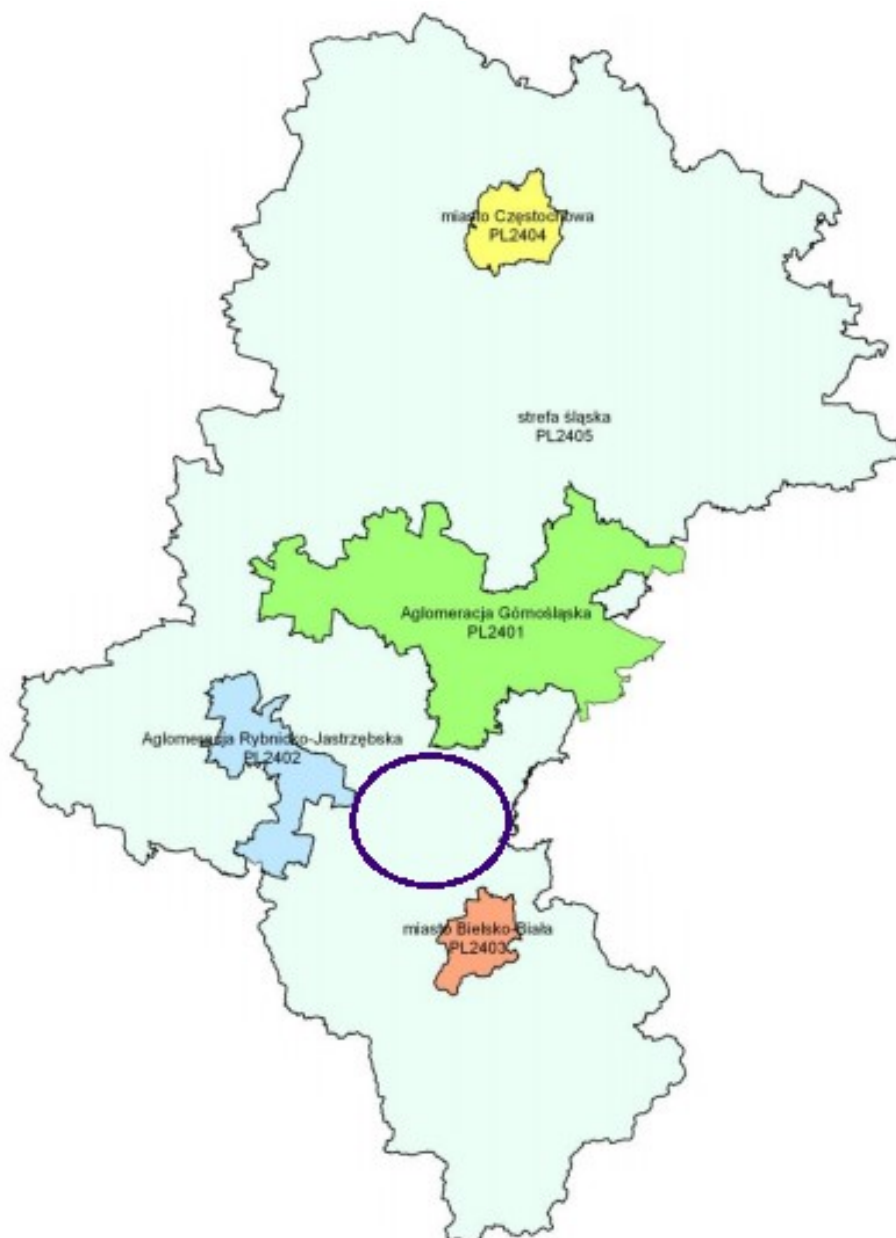 miasto Częstochowa
PL2404
strefa śląska
PL2405
Aglomeracja Górnośląska
PL2401
Aglomeracja Rybnicko-Jastrzębska
PL2402
miasto Bielsko-Biała
PL2403